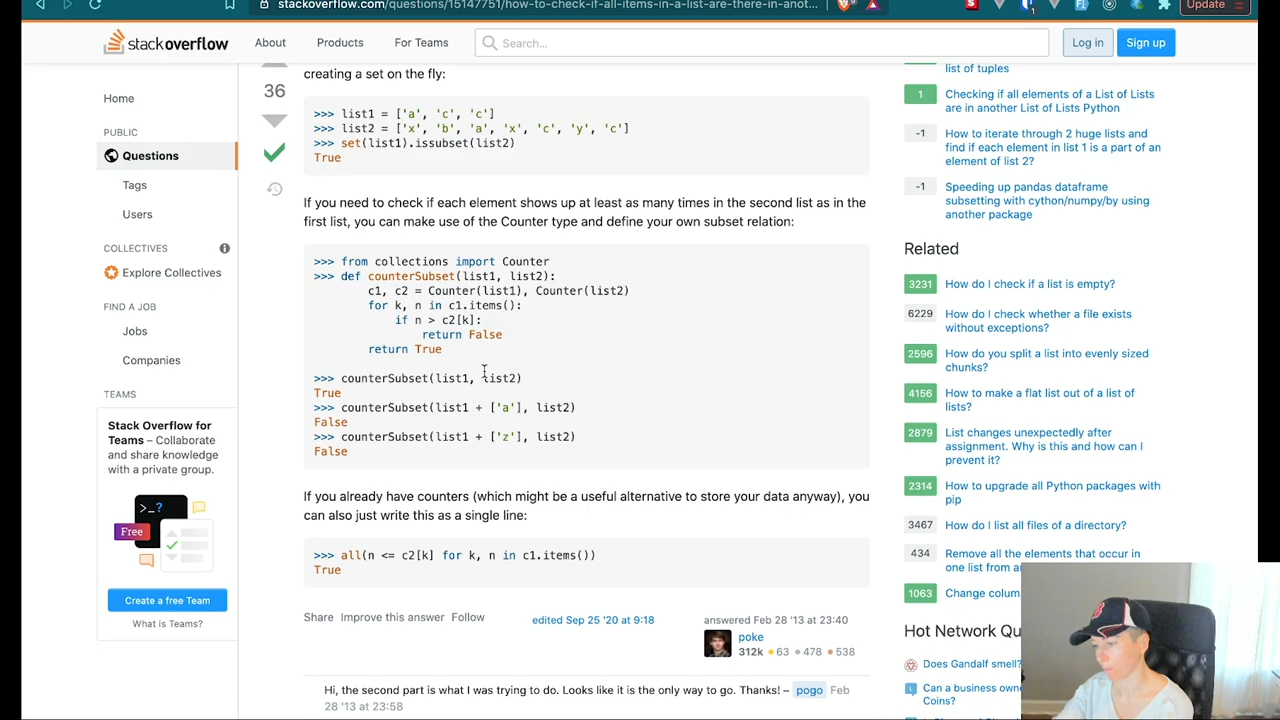 stackoverflow.com/questions/15147751/how-to-check-if-all-items-in-a-list-are-there-in-anot...
Update
stackoverflow
About
Products
For Teams
Search...
Log in
Sign up
Home
PUBLIC
Questions
Tags
Users
COLLECTIVES
Explore Collectives
FIND A JOB
Jobs
Companies
TEAMS
Stack Overflow for
Teams – Collaborate
and share knowledge
with a private group.
>_?
Free
Create a free Team
What is Teams?
36
creating a set on the fly:
>>> list1 = ['a', 'c', 'c']
>>> list2 = ['x', 'b', 'a', 'x', 'c', 'y', 'c']
>>> set(list1).issubset(list2)
True
If you need to check if each element shows up at least as many times in the second list as in the
first list, you can make use of the Counter type and define your own subset relation:
>>> from collections import Counter
>>> def counterSubset(list1, list2):
c1, c2 = Counter(list1), Counter(list2)
for k, n in c1.items():
if n > c2[k]:
return False
return True
>>> counterSubset(list1, list2)
True
>>> counterSubset(list1 + ['a'], list2)
False
>>> counterSubset(list1 + ['z'], list2)
False
If you already have counters (which might be a useful alternative to store your data anyway), you
can also just write this as a single line:
>>> all(n <= c2[k] for k, n in c1.items())
True
Share Improve this answer Follow
edited Sep 25 '20 at 9:18
answered Feb 28 '13 at 23:40
poke
312k 63 478 538
Hi, the second part is what I was trying to do. Looks like it is the only way to go. Thanks! – pogo Feb
28 '13 at 23:58
list of tuples
1 Checking if all elements of a List of
Lists are in another List of Lists Python
-1 How to iterate through 2 huge lists and
find if each element in list 1 is a part of an
element of list 2?
-1 Speeding up pandas dataframe
subsetting with cython/numpy/by using
another package
Related
3231 How do I check if a list is empty?
6229 How do I check whether a file exists
without exceptions?
2596 How do you split a list into evenly sized
chunks?
4156 How to make a flat list out of a list of
lists?
2879 List changes unexpectedly after
assignment. Why is this and how can I
prevent it?
2314 How to upgrade all Python packages with
pip
3467 How do I list all files of a directory?
434 Remove all the elements that occur in
one list from
1063 Change
Hot Network
Does Gandalf smell?
Can a business
Coins?